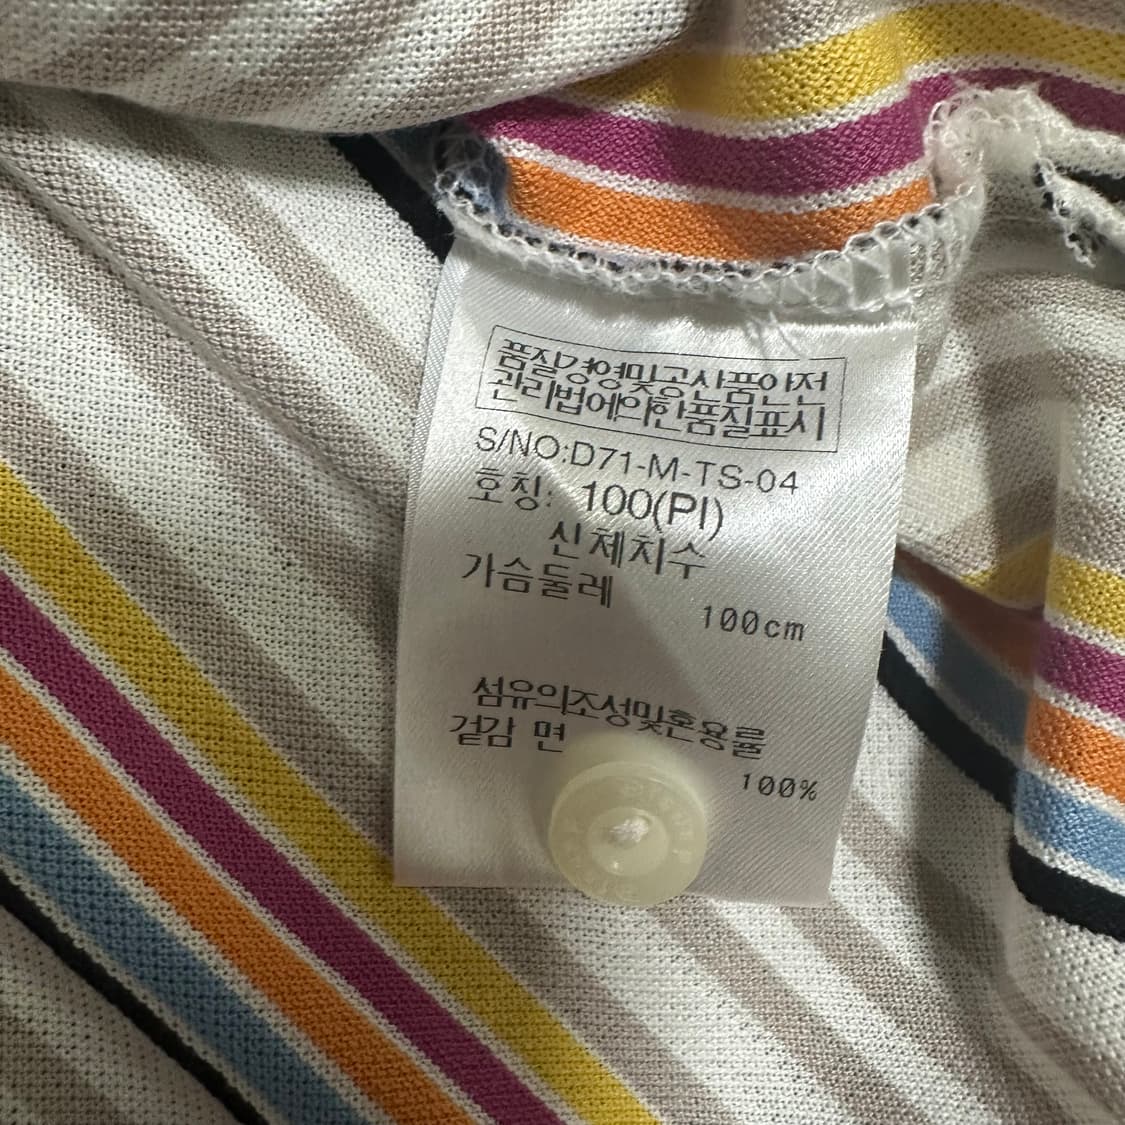 품질경영및공산품안전
관리법에의한품질표시
S/NO:D71-M-TS-04
호칭: 100(PI)
신체치수
가슴둘레
100cm
섬유의조성및혼용률
겉감 면
100%